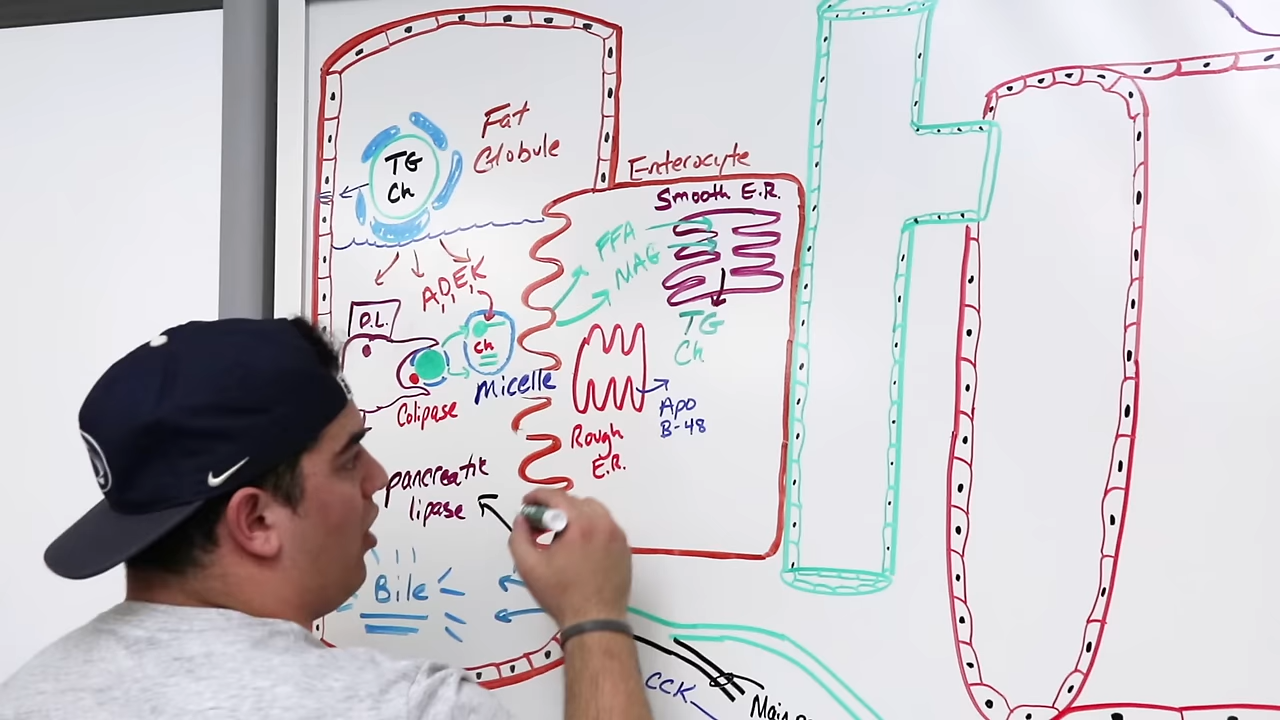 Fat
Globule
TG
Ch
Enterocyte
Smooth E.R.
FFA
MAG
A,D,E,K
P.L.
Ch
TG
Ch
Micelle
Colipase
Apo
B-48
Rough
E.R.
pancreatic
lipase
Bile
CCK